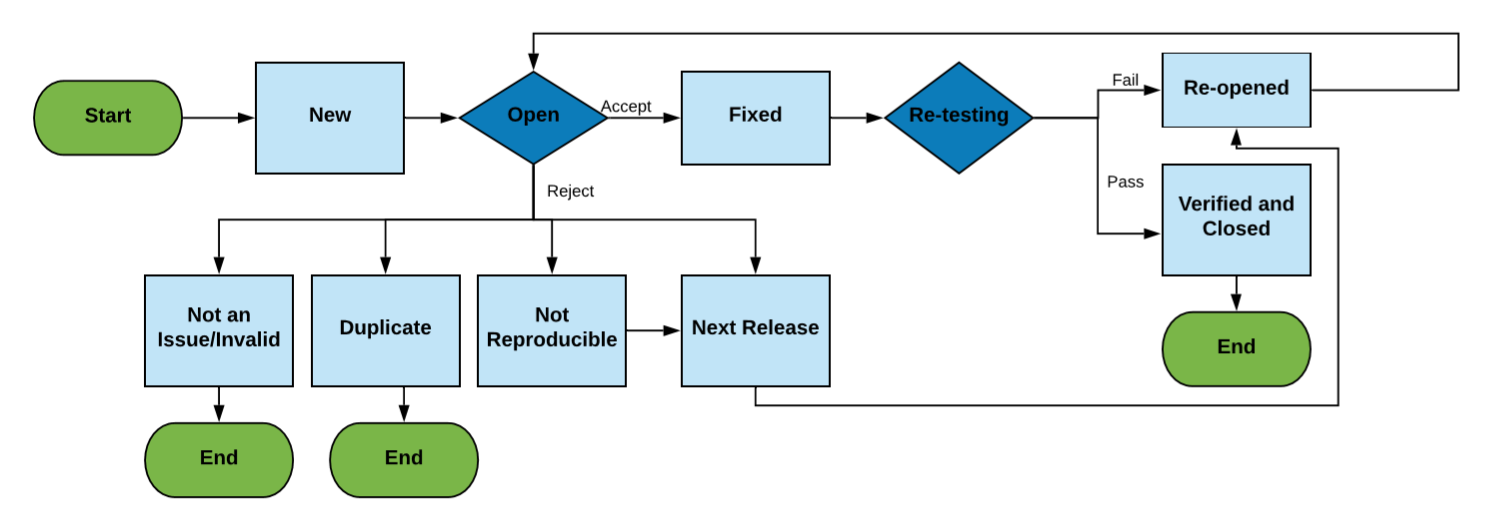 Start
New
Open
Accept
Fixed
Re-testing
Fail
Re-opened
Pass
Verified and
Closed
End
Reject
Not an
Issue/Invalid
Duplicate
Not
Reproducible
Next Release
End
End